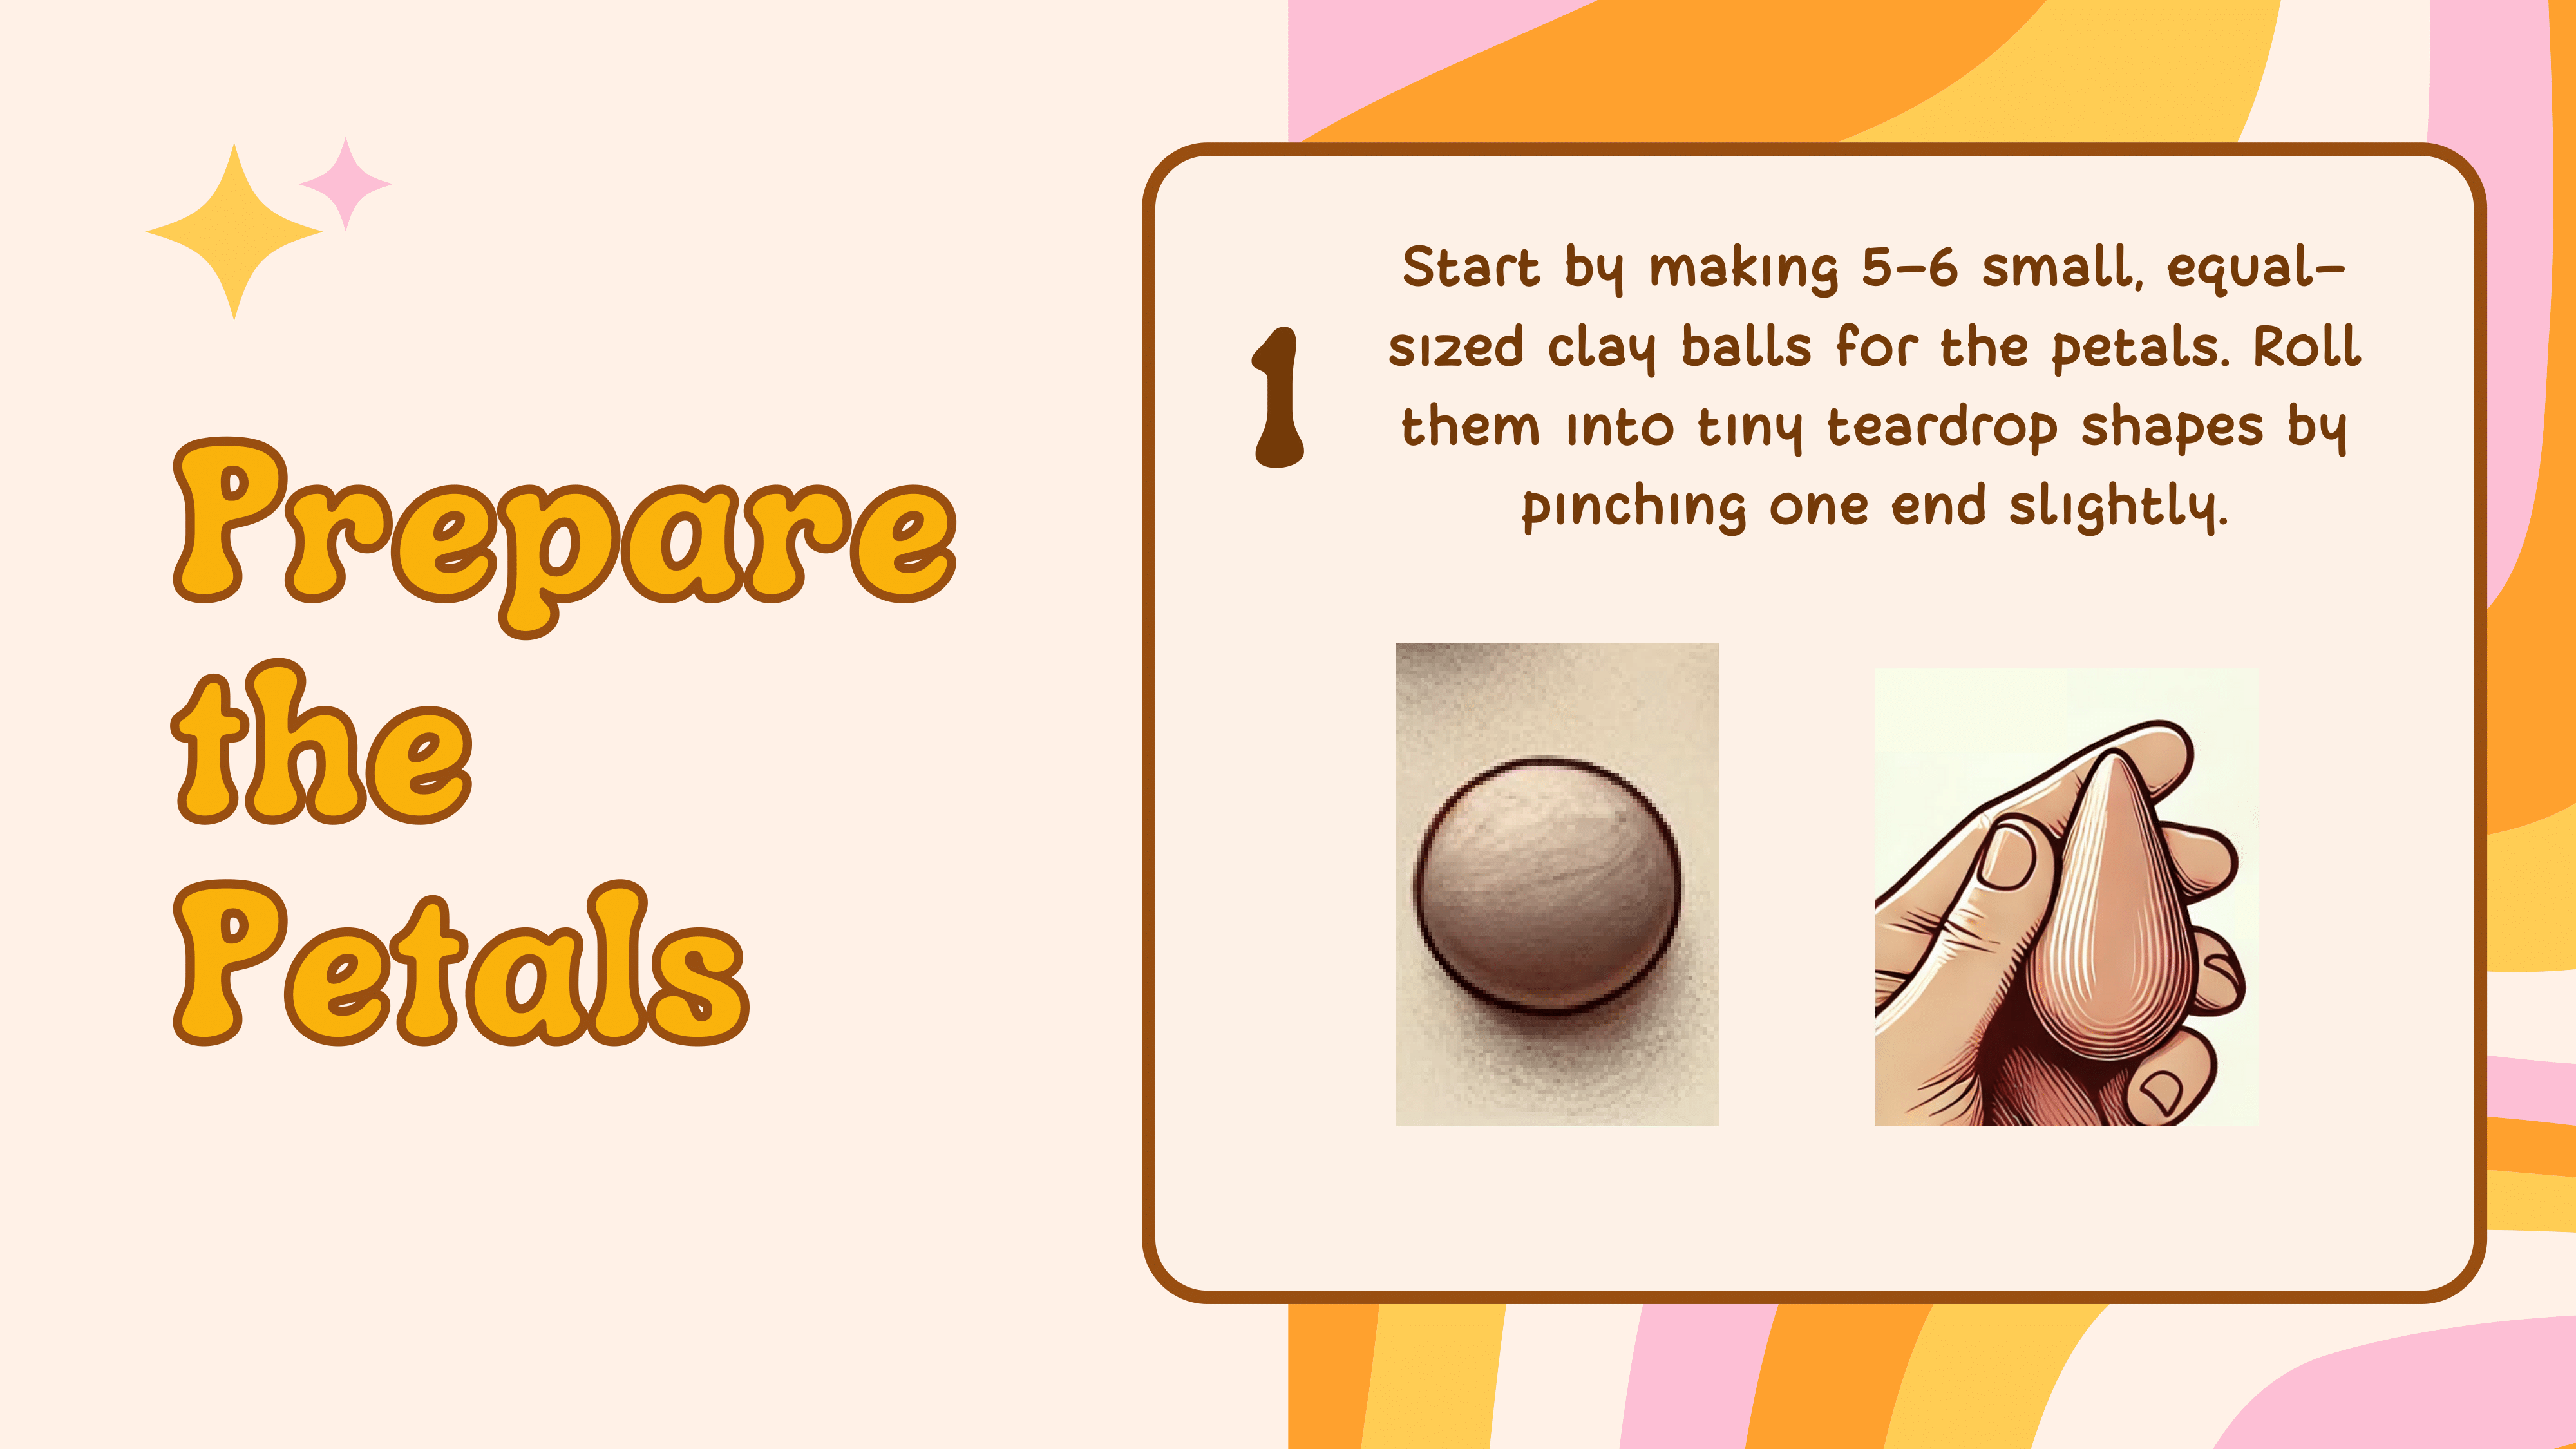 Prepare
the
Petals
1
Start by making 5-6 small, equal-
sized clay balls for the petals. Roll
them into tiny teardrop shapes by
pinching one end slightly.